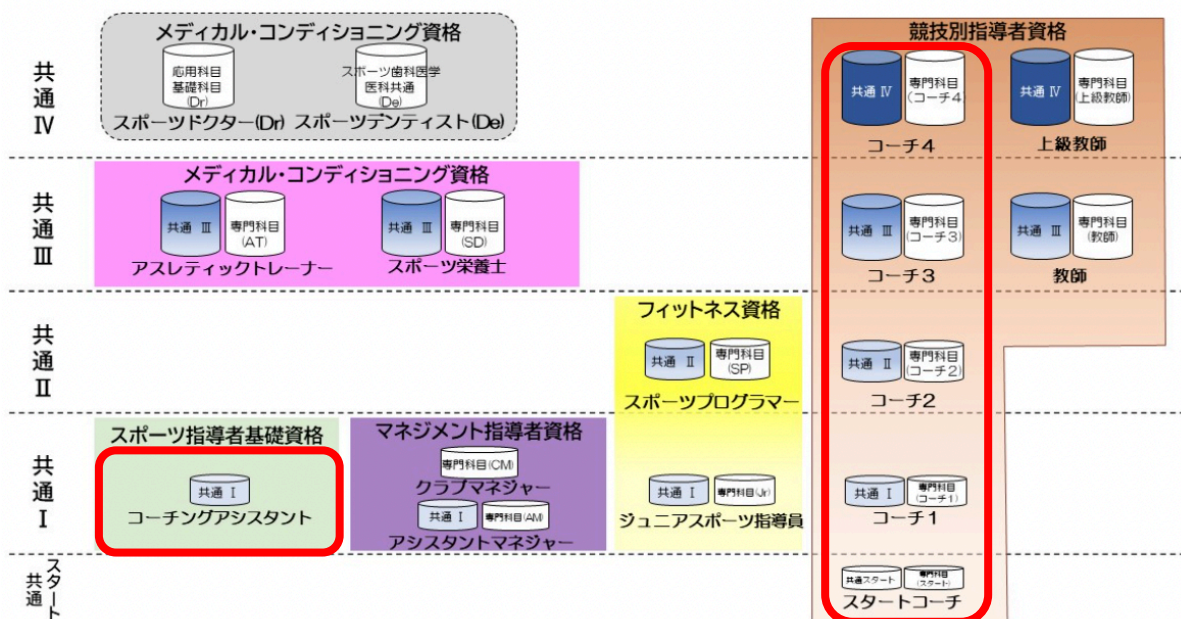 メディカル・コンディショニング資格
競技別指導者資格
共通Ⅳ
応用科目
基礎科目
(Dr)
スポーツドクター(Dr)
スポーツ歯科医学
医科共通
(De)
スポーツデンティスト(De)
共通 Ⅳ
専門科目
(コーチ4)
コーチ4
共通 Ⅳ
専門科目
(上級教師)
上級教師
共通Ⅲ
メディカル・コンディショニング資格
共通 Ⅲ
専門科目
(AT)
アスレティックトレーナー
共通 Ⅲ
専門科目
(SD)
スポーツ栄養士
共通 Ⅲ
専門科目
(コーチ3)
コーチ3
共通 Ⅲ
専門科目
(教師)
教師
共通Ⅱ
フィットネス資格
共通 Ⅱ
専門科目
(SP)
スポーツプログラマー
共通 Ⅱ
専門科目
(コーチ2)
コーチ2
共通Ⅰ
スポーツ指導者基礎資格
共通 Ⅰ
コーチングアシスタント
マネジメント指導者資格
専門科目(CM)
クラブマネジャー
共通 Ⅰ
専門科目(AM)
アシスタントマネジャー
共通 Ⅰ
専門科目(Jr)
ジュニアスポーツ指導員
共通 Ⅰ
専門科目
(コーチ1)
コーチ1
スタート
共通
共通スタート
専門科目
(スタート)
スタートコーチ